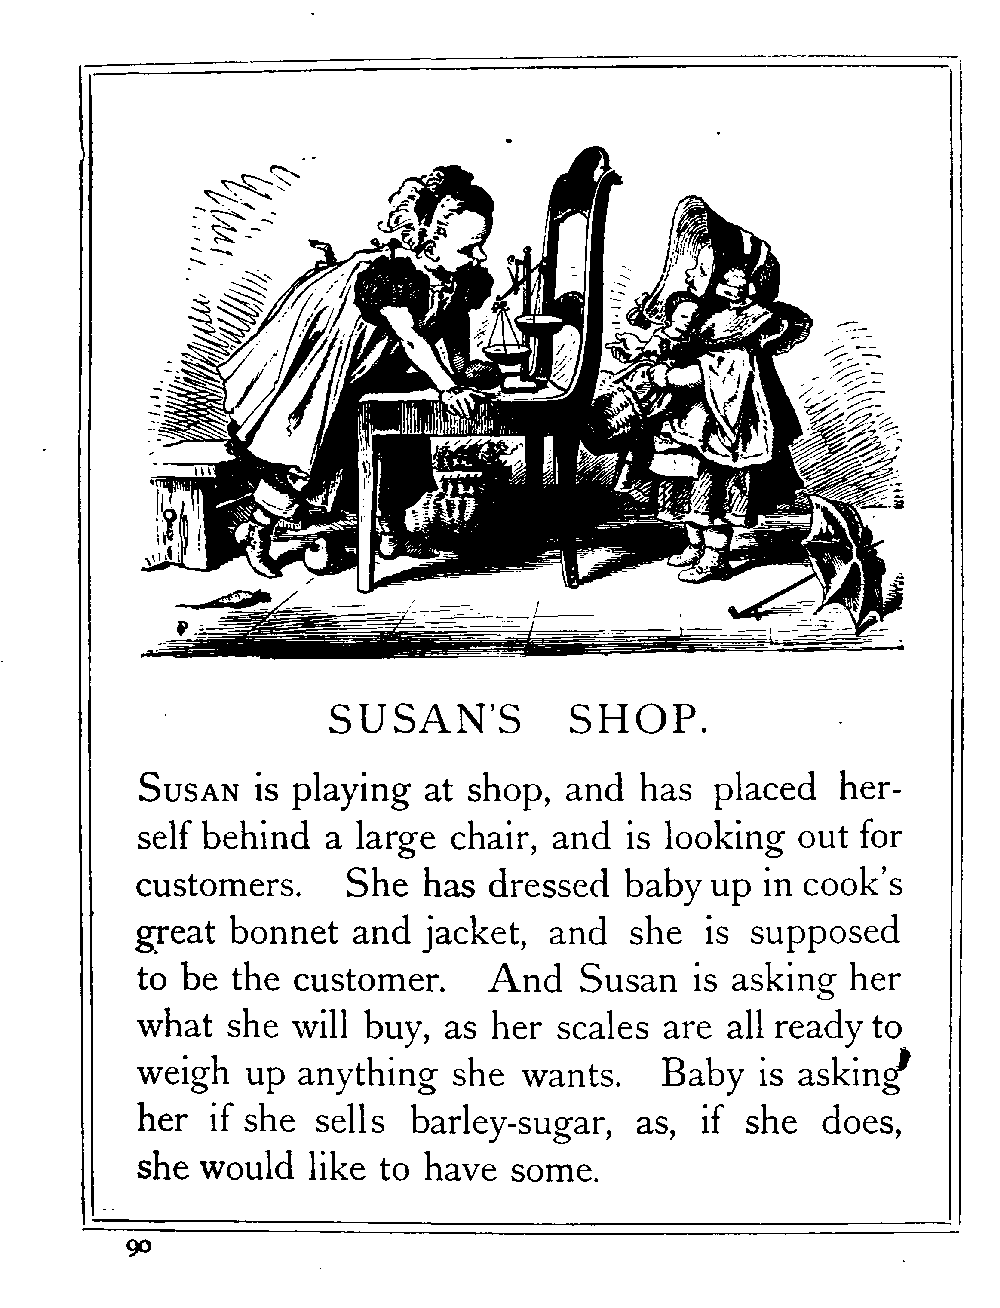 SUSAN'S SHOP.
SUSAN is playing at shop, and has placed her-
self behind a large chair, and is looking out for
customers. She has dressed baby up in cook's
great bonnet and jacket, and she is supposed
to be the customer. And Susan is asking her
what she will buy, as her scales are all ready to
weigh up anything she wants. Baby is asking
her if she sells barley-sugar, as, if she does,
she would like to have some.
90